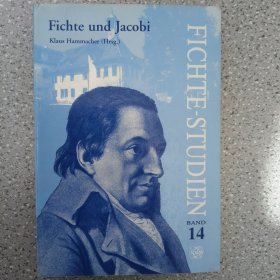 Fichte und Jacobi
Klaus Hammacher (Hrsg.)
FICHTE STUDIEN
BAND
14